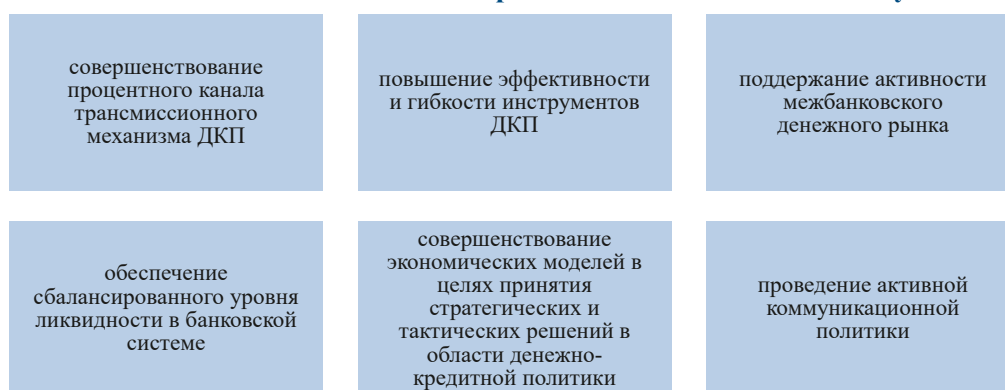 совершенствование
процентного канала
трансмиссионного
механизма ДКП
повышение эффективности
и гибкости инструментов
ДКП
поддержание активности
межбанковского
денежного рынка
обеспечение
сбалансированного уровня
ликвидности в банковской
системе
совершенствование
экономических моделей в
целях принятия
стратегических и
тактических решений в
области денежно-
кредитной политики
проведение активной
коммуникационной
политики